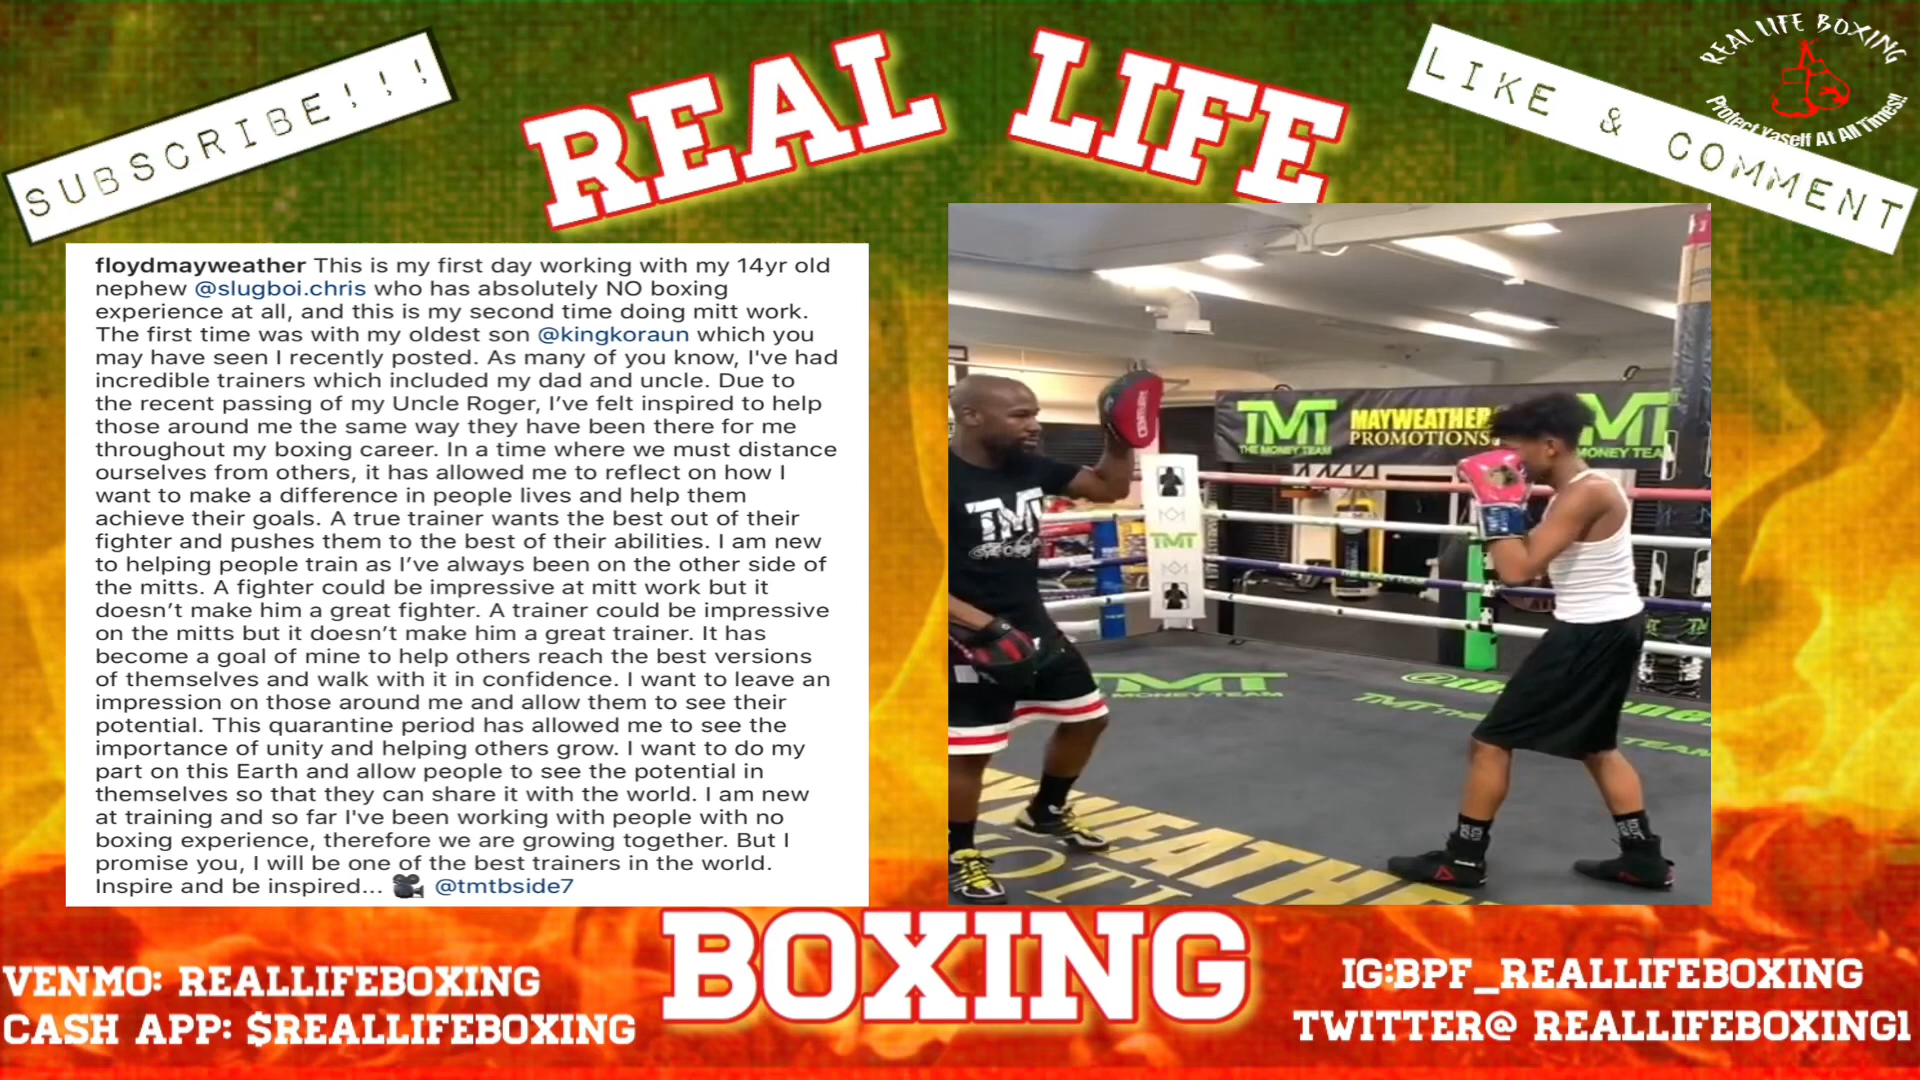 SUBSCRIBE!!!
REAL LIFE
LIKE & COMMENT
REAL LIFE BOXING
Protect Yaself At All Times!!
floydmayweather This is my first day working with my 14yr old
nephew @slugboi.chris who has absolutely NO boxing
experience at all, and this is my second time doing mitt work.
The first time was with my oldest son @kingkoraun which you
may have seen I recently posted. As many of you know, I've had
incredible trainers which included my dad and uncle. Due to
the recent passing of my Uncle Roger, I’ve felt inspired to help
those around me the same way they have been there for me
throughout my boxing career. In a time where we must distance
ourselves from others, it has allowed me to reflect on how I
want to make a difference in people lives and help them
achieve their goals. A true trainer wants the best out of their
fighter and pushes them to the best of their abilities. I am new
to helping people train as I’ve always been on the other side of
the mitts. A fighter could be impressive at mitt work but it
doesn’t make him a great fighter. A trainer could be impressive
on the mitts but it doesn’t make him a great trainer. It has
become a goal of mine to help others reach the best versions
of themselves and walk with it in confidence. I want to leave an
impression on those around me and allow them to see their
potential. This quarantine period has allowed me to see the
importance of unity and helping others grow. I want to do my
part on this Earth and allow people to see the potential in
themselves so that they can share it with the world. I am new
at training and so far I've been working with people with no
boxing experience, therefore we are growing together. But I
promise you, I will be one of the best trainers in the world.
Inspire and be inspired... @tmtbside7
CENTURY
TMT
THE MONEY TEAM
MAYWEATHER
PROMOTIONS
TMT
MONEY TEA
TMT
TMT
TMT
MONEY TEAM
TMT
TEAM
BOXING
VENMO: REALLIFEBOXING
CASH APP: $REALLIFEBOXING
IG:BPF_REALLIFEBOXING
TWITTER@ REALLIFEBOXING1